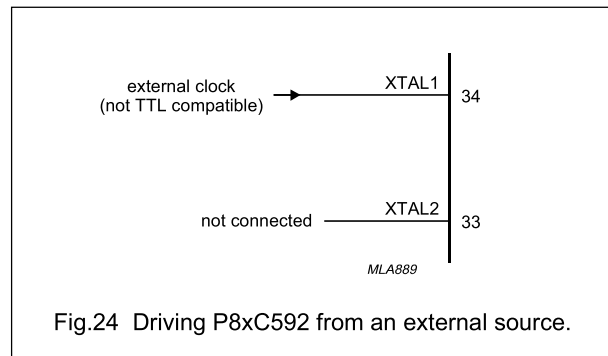 external clock
(not TTL compatible)
XTAL1
34
not connected
XTAL2
33
MLA889
Fig.24 Driving P8xC592 from an external source.